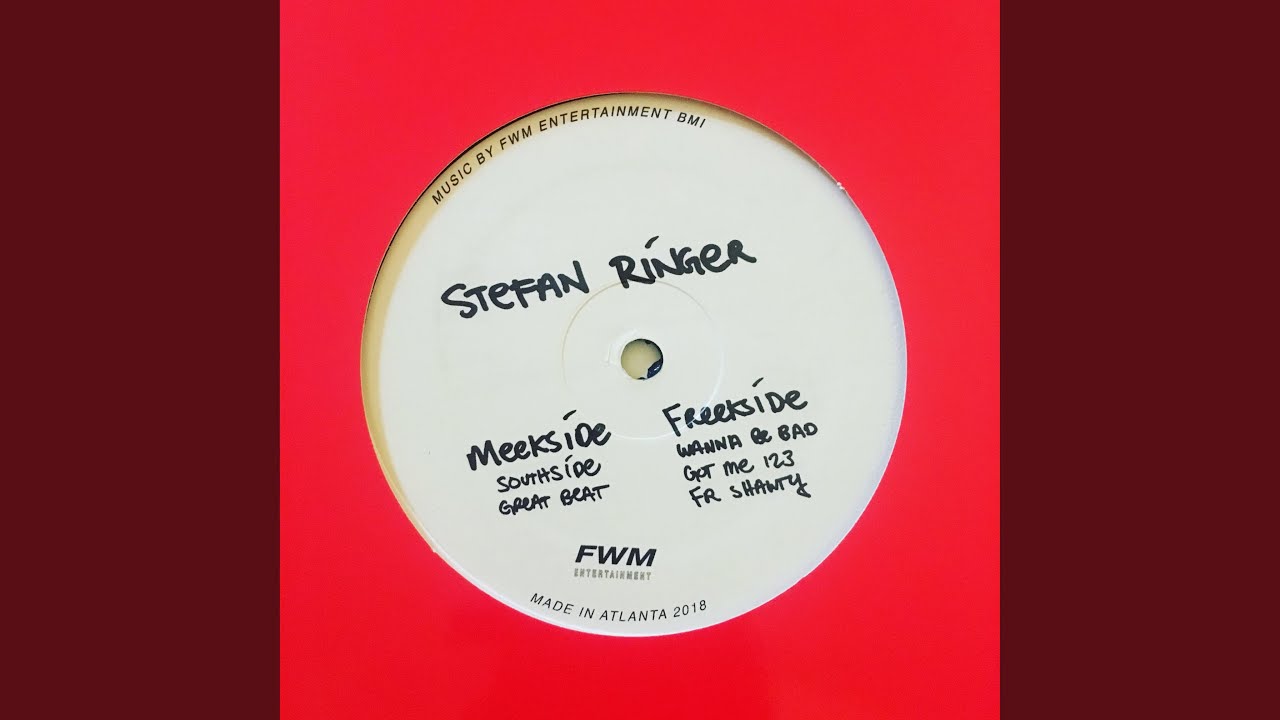 MUSIC BY FWM ENTERTAINMENT BMI
STEFAN RINGER
MEEKSIDE
SOUTHSIDE
GREAT BEAT
FREEKSIDE
WANNA BE BAD
GOT ME 123
FR SHAWTY
FWM
ENTERTAINMENT
MADE IN ATLANTA 2018